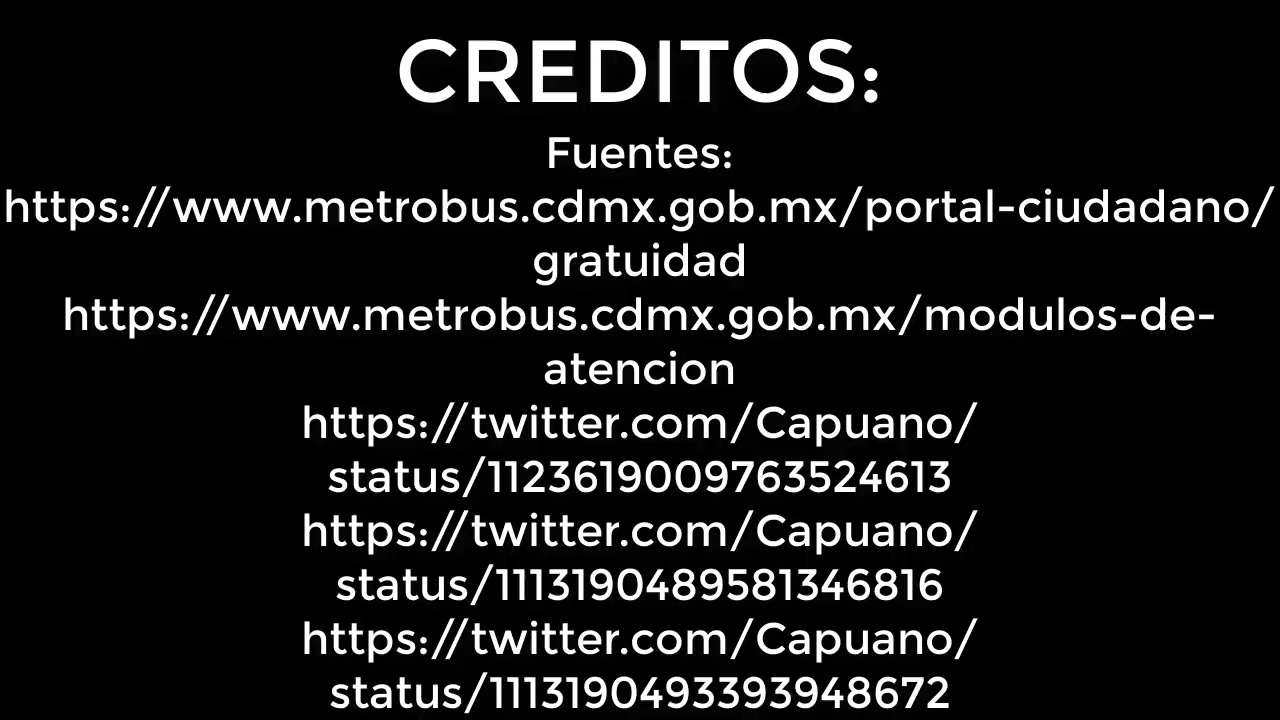 CREDITOS:
Fuentes:
https://www.metrobus.cdmx.gob.mx/portal-ciudadano/
gratuidad
https://www.metrobus.cdmx.gob.mx/modulos-de-
atencion
https://twitter.com/Capuano/
status/1123619009763524613
https://twitter.com/Capuano/
status/1113190489581346816
https://twitter.com/Capuano/
status/1113190493393948672